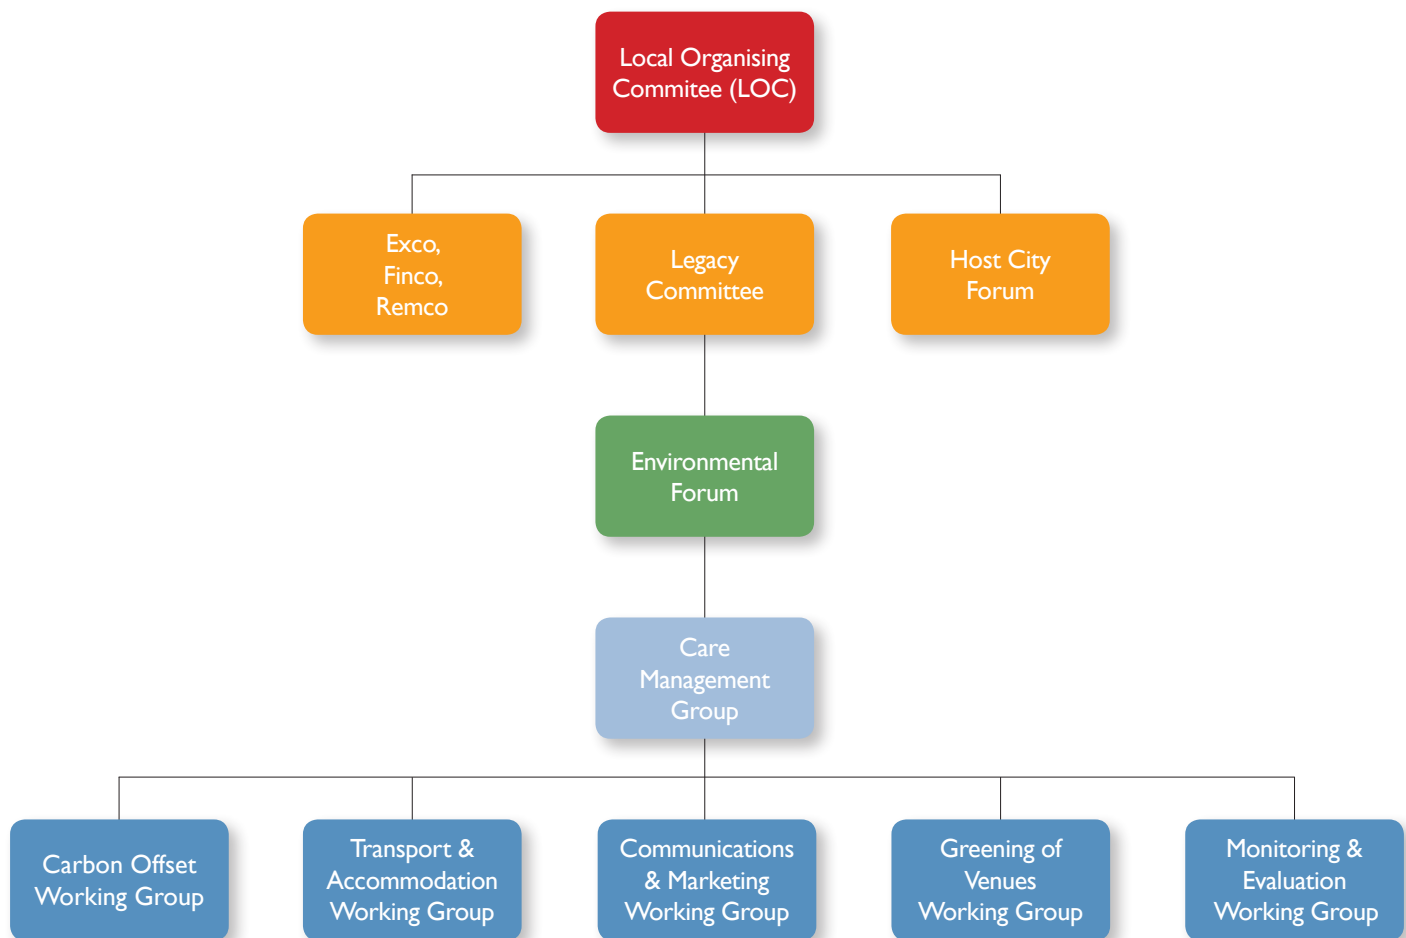 Local Organising
Commitee (LOC)
Exco,
Finco,
Remco
Legacy
Committee
Host City
Forum
Environmental
Forum
Care
Management
Group
Carbon Offset
Working Group
Transport &
Accommodation
Working Group
Communications
& Marketing
Working Group
Greening of
Venues
Working Group
Monitoring &
Evaluation
Working Group